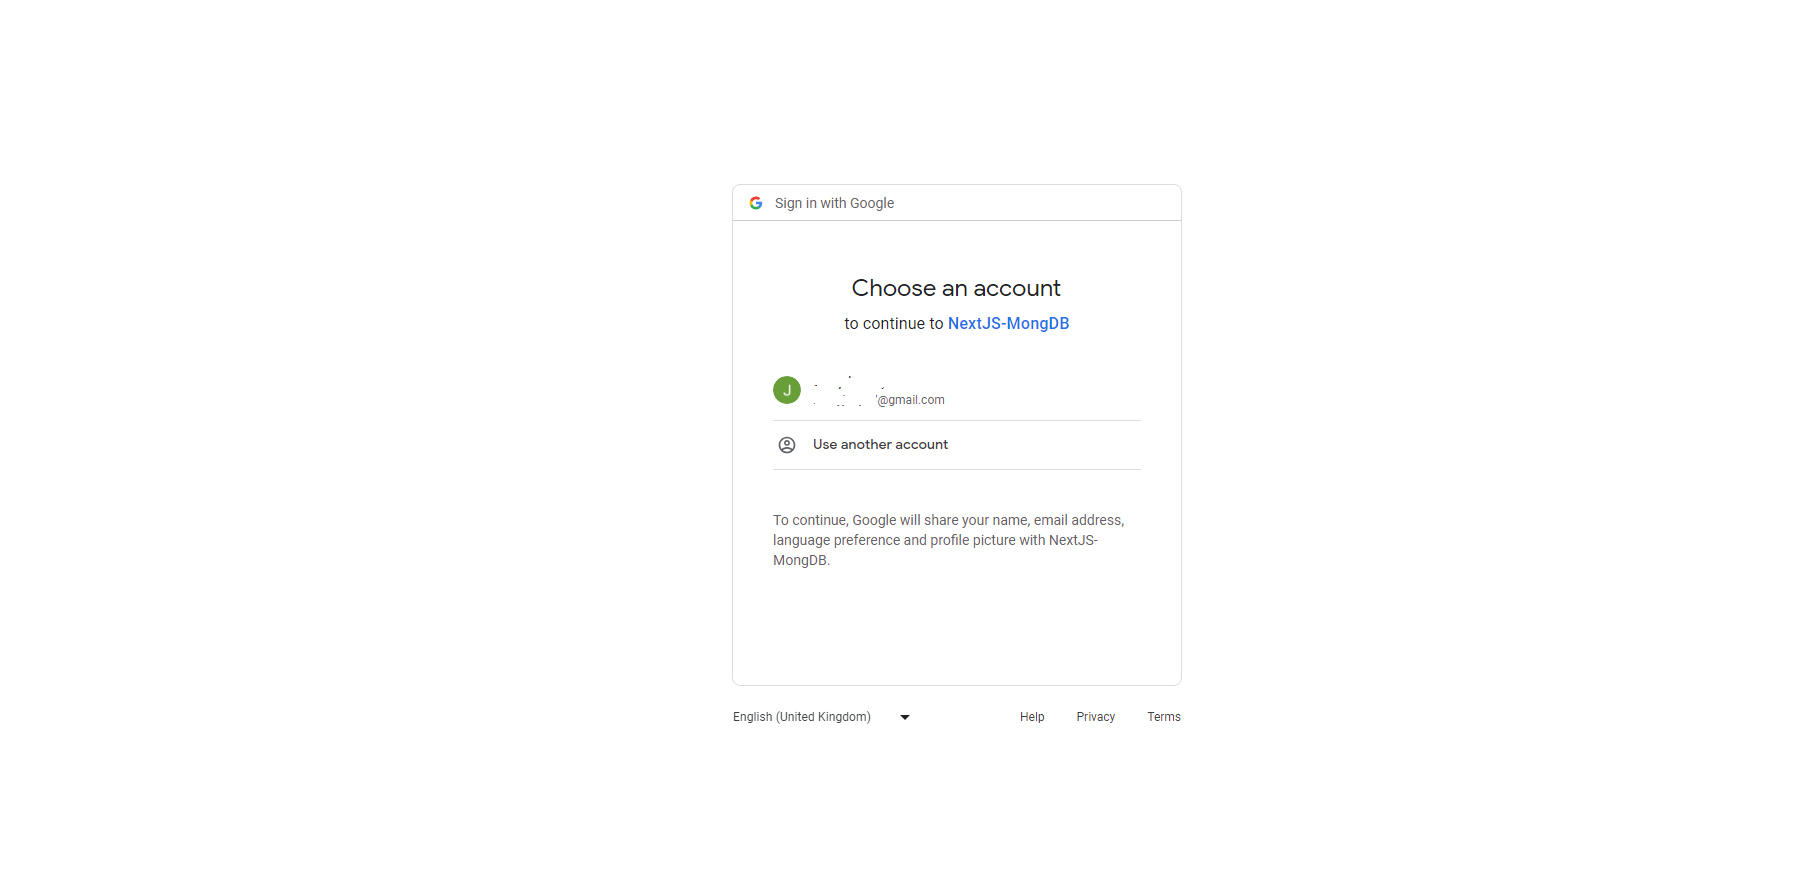 Sign in with Google
Choose an account
to continue to NextJS-MongDB
J
@gmail.com
Use another account
To continue, Google will share your name, email address,
language preference and profile picture with NextJS-
MongDB.
English (United Kingdom)
Help Privacy Terms